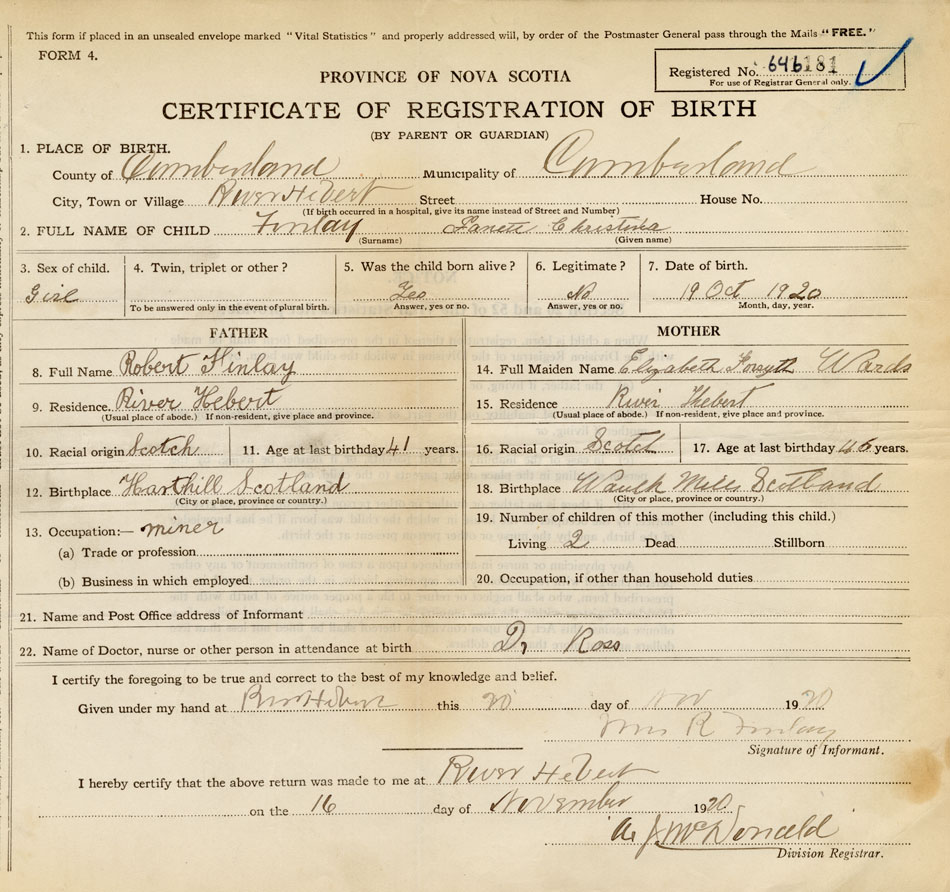 This form if placed in an unsealed envelope marked "Vital Statistics" and properly addressed will, by order of the Postmaster General pass through the Mails "FREE."
FORM 4.
Registered No. 646181
For use of Registrar General only.
PROVINCE OF NOVA SCOTIA
CERTIFICATE OF REGISTRATION OF BIRTH
(BY PARENT OR GUARDIAN)
1. PLACE OF BIRTH.
County of Cumberland Municipality of Cumberland
City, Town or Village River Hebert Street House No.
(If birth occurred in a hospital, give its name instead of Street and Number)
2. FULL NAME OF CHILD Finlay Janett Christina
(Surname) (Given name)
3. Sex of child. 4. Twin, triplet or other? 5. Was the child born alive? 6. Legitimate? 7. Date of birth.
Girl Yes No 19 Oct 1920
To be answered only in the event of plural birth. Answer, yes or no. Answer, yes or no. Month, day, year.
FATHER
8. Full Name Robert Finlay
9. Residence. River Hebert
(Usual place of abode.) If non-resident, give place and province.
10. Racial origin Scotch 11. Age at last birthday 41 years.
12. Birthplace Harthill Scotland
(City or place, province or country.)
13. Occupation:— miner
(a) Trade or profession
(b) Business in which employed
MOTHER
14. Full Maiden Name Elizabeth Forsyth Wards
15. Residence River Hebert
(Usual place of abode.) If non-resident, give place and province.
16. Racial origin Scotch 17. Age at last birthday 46 years.
18. Birthplace Mills Scotland
(City or place, province or country.)
19. Number of children of this mother (including this child.)
Living 2 Dead Stillborn
20. Occupation, if other than household duties
21. Name and Post Office address of Informant
22. Name of Doctor, nurse or other person in attendance at birth Dr Ross
I certify the foregoing to be true and correct to the best of my knowledge and belief.
Given under my hand at River Hebert this 20 day of Nov 1920
Mrs R Finlay
Signature of Informant.
I hereby certify that the above return was made to me at River Hebert
on the 16 day of November 1920
J. McDonald
Division Registrar.